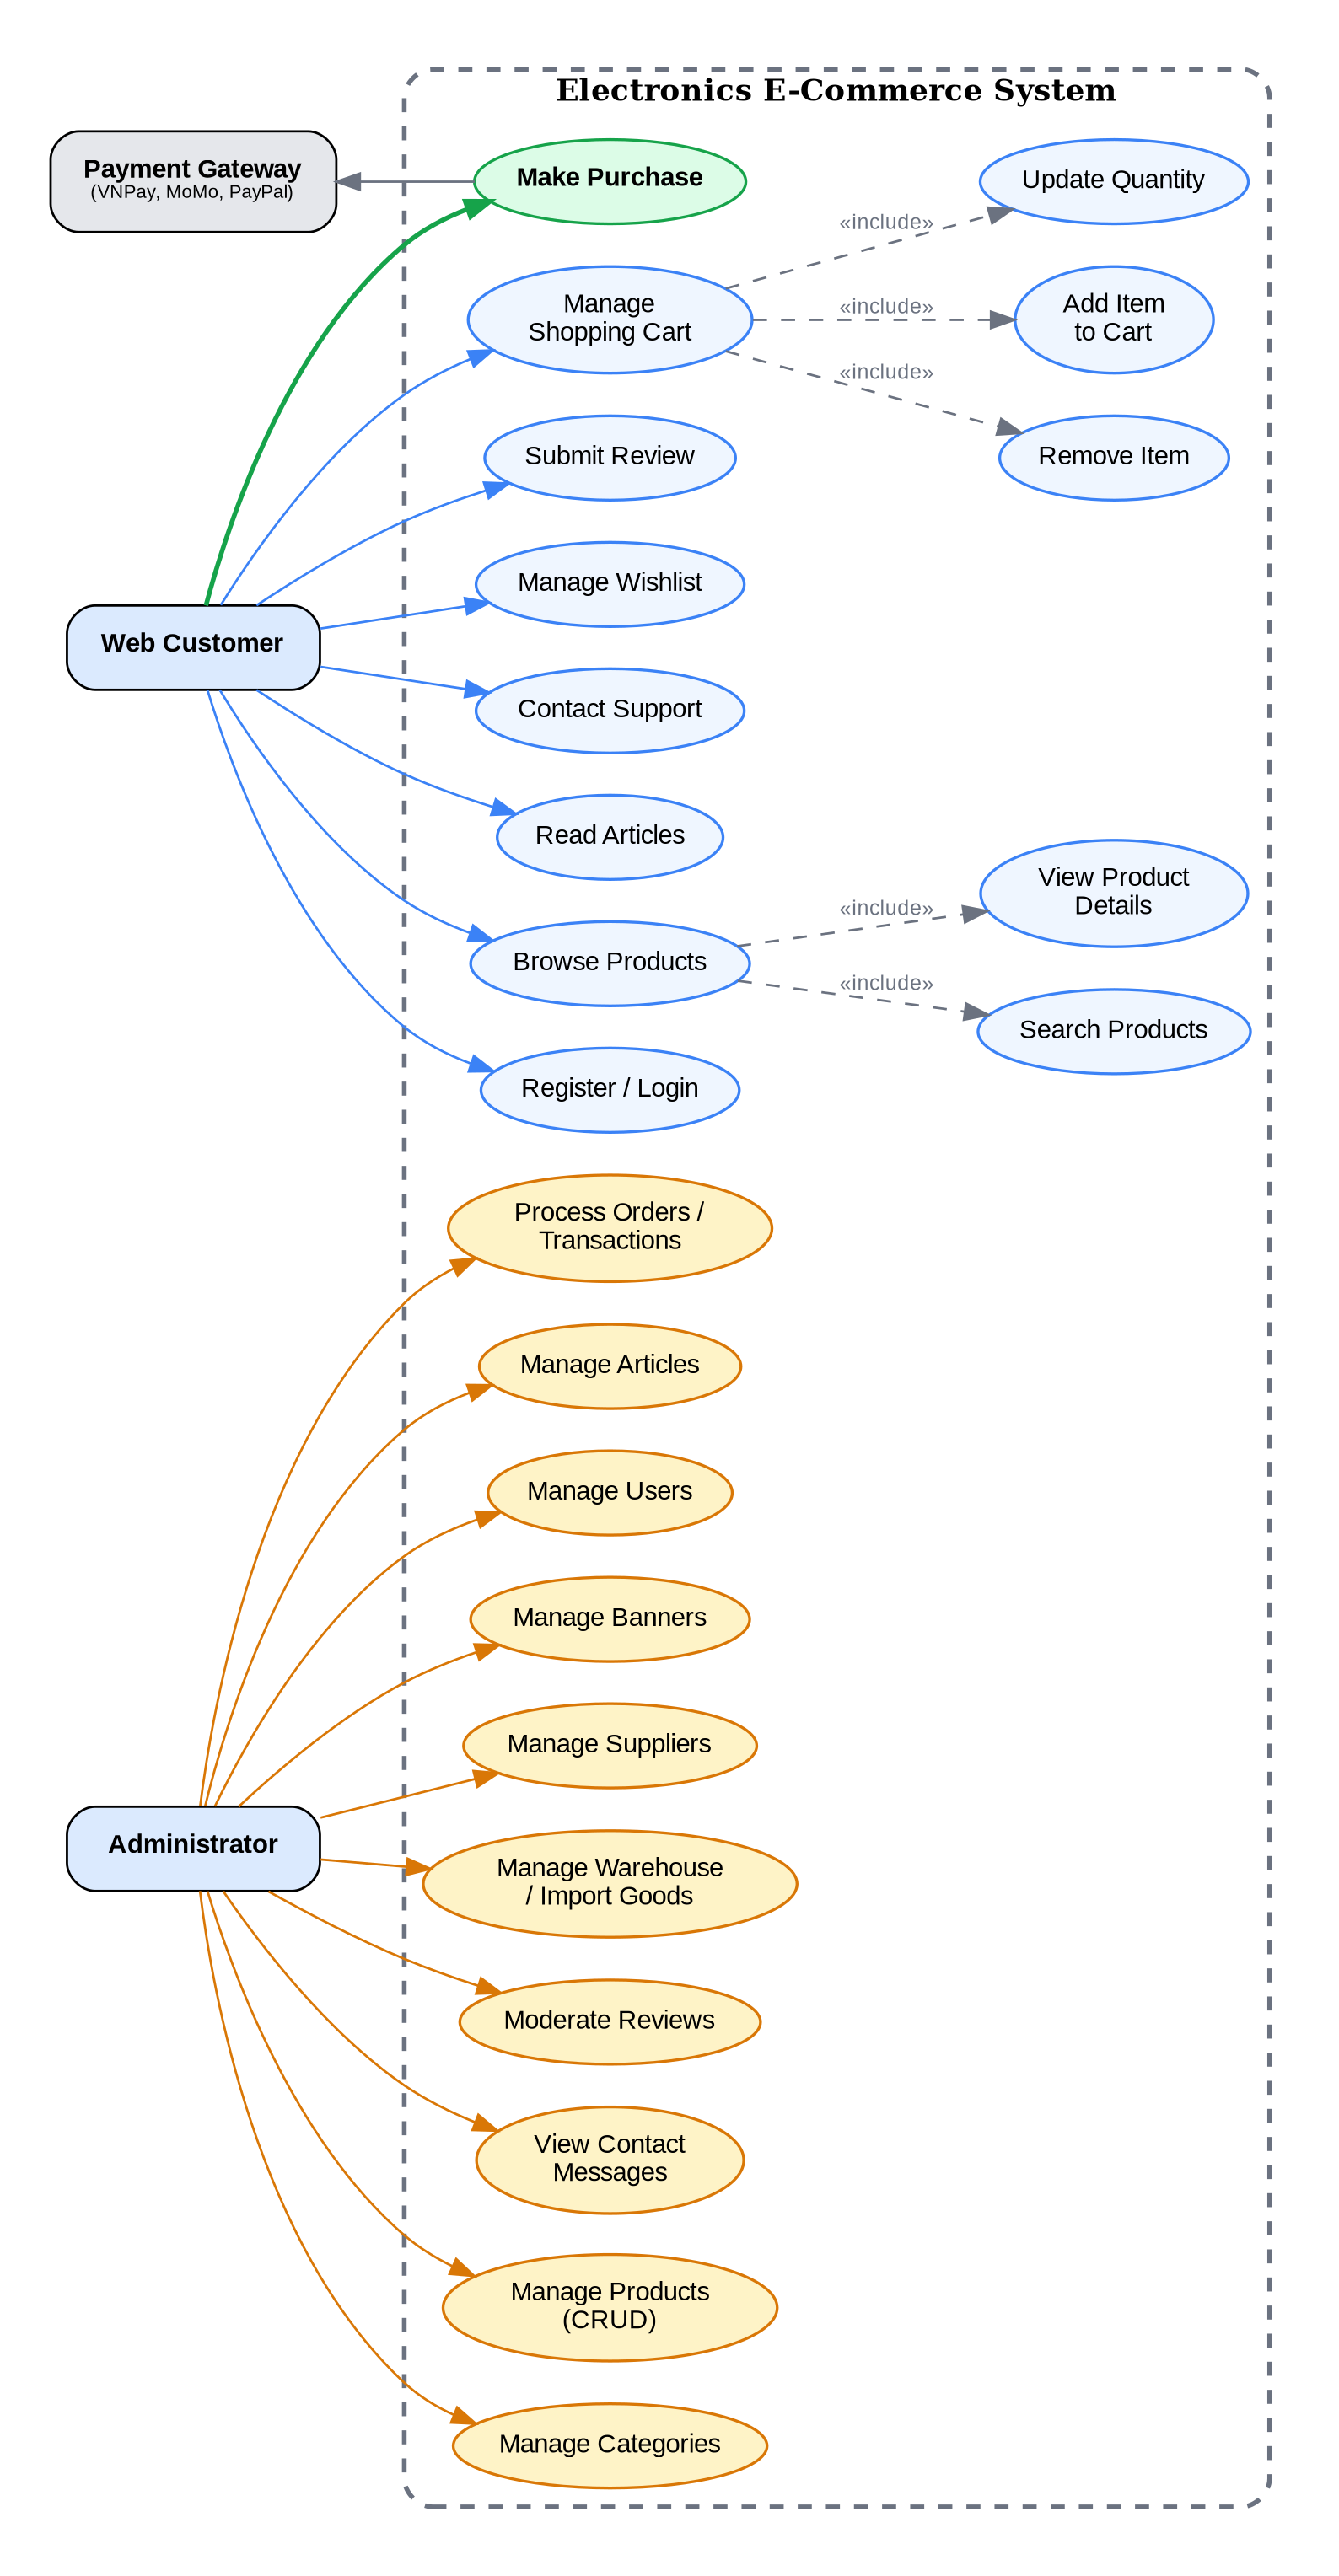 Electronics E-Commerce System
Payment Gateway
(VNPay, MoMo, PayPal)
Make Purchase
Update Quantity
«include»
Manage
Shopping Cart
«include»
Add Item
to Cart
«include»
Submit Review
Remove Item
Manage Wishlist
Web Customer
Contact Support
Read Articles
View Product
Details
«include»
Browse Products
«include»
Search Products
Register / Login
Process Orders /
Transactions
Manage Articles
Manage Users
Manage Banners
Manage Suppliers
Administrator
Manage Warehouse
/ Import Goods
Moderate Reviews
View Contact
Messages
Manage Products
(CRUD)
Manage Categories